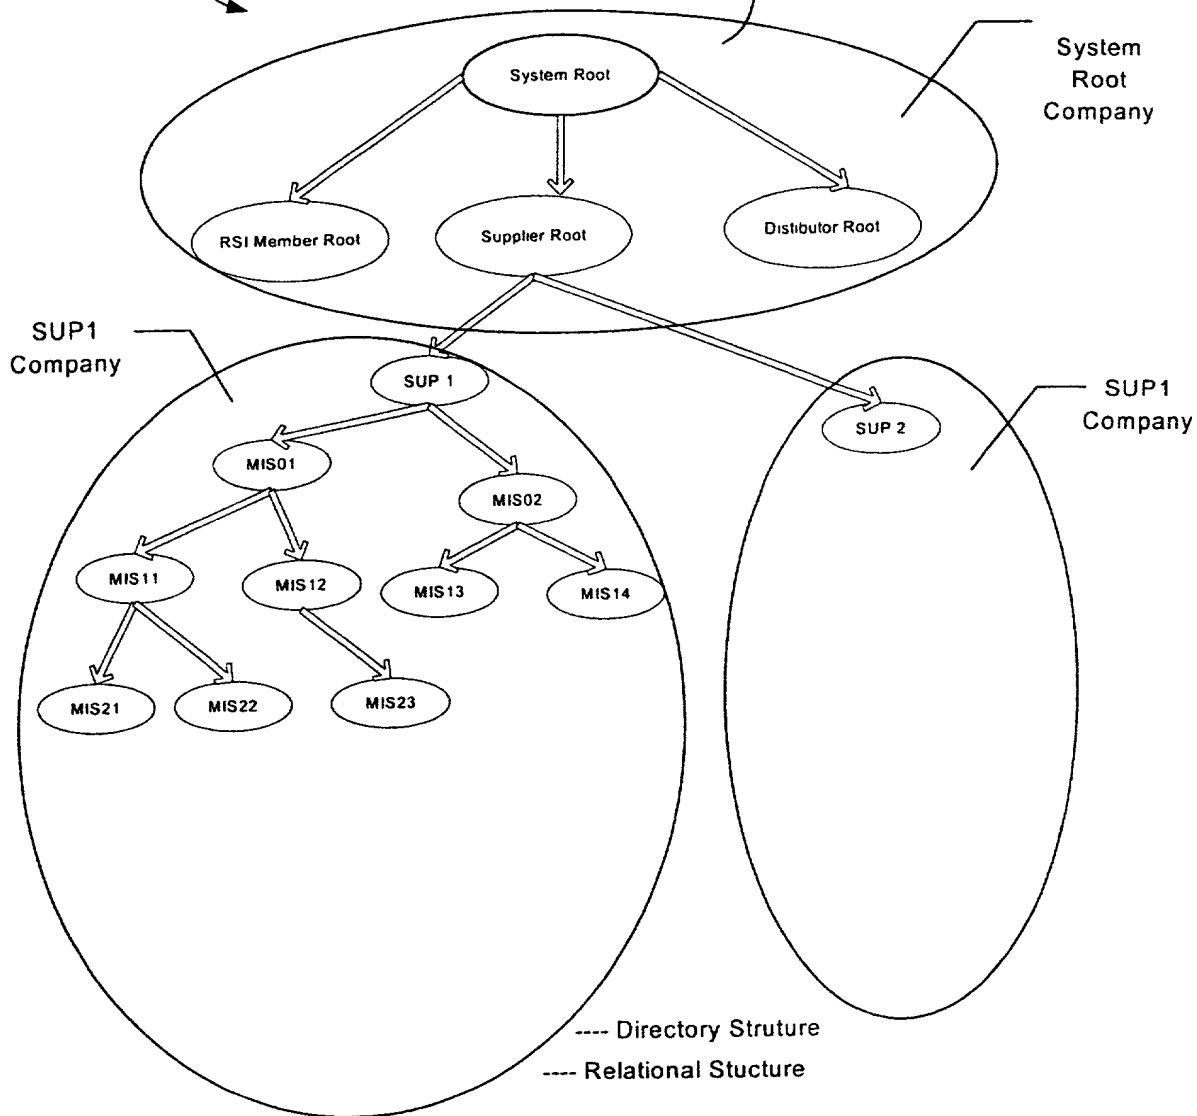 System Root
System
Root
Company
RSI Member Root
Supplier Root
Distibutor Root
SUP1
Company
SUP 1
SUP 2
SUP1
Company
MIS01
MIS02
MIS11
MIS12
MIS13
MIS14
MIS21
MIS22
MIS23
---- Directory Struture
---- Relational Stucture